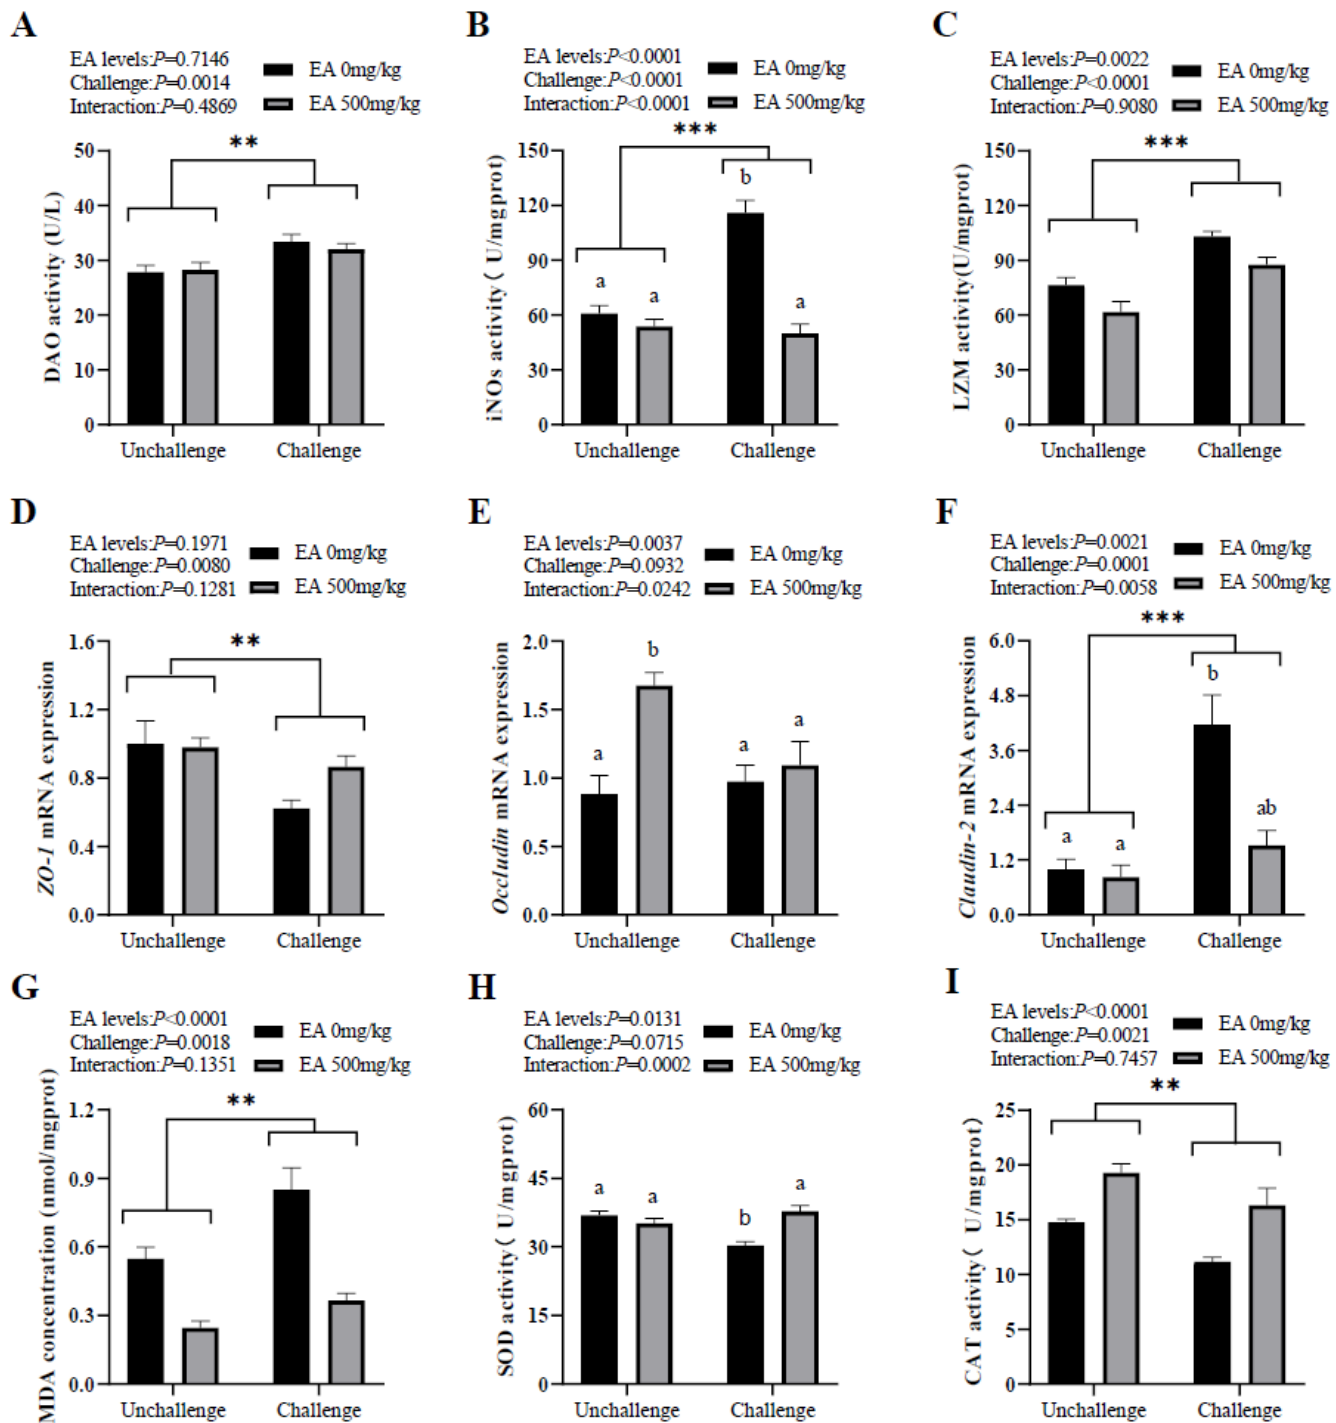 A
EA levels:P=0.7146
Challenge:P=0.0014
Interaction:P=0.4869
EA 0mg/kg
EA 500mg/kg
**
DAO activity (U/L)
50
40
30
20
10
0
Unchallenge
Challenge
B
EA levels:P<0.0001
Challenge:P<0.0001
Interaction:P<0.0001
EA 0mg/kg
EA 500mg/kg
***
iNOs activity( U/mgprot)
150
120
90
60
30
0
a
a
b
a
Unchallenge
Challenge
C
EA levels:P=0.0022
Challenge:P<0.0001
Interaction:P=0.9080
EA 0mg/kg
EA 500mg/kg
***
LZM activity(U/mgprot)
150
120
90
60
30
0
Unchallenge
Challenge
D
EA levels:P=0.1971
Challenge:P=0.0080
Interaction:P=0.1281
EA 0mg/kg
EA 500mg/kg
**
ZO-1 mRNA expression
1.6
1.2
0.8
0.4
0.0
Unchallenge
Challenge
E
EA levels:P=0.0037
Challenge:P=0.0932
Interaction:P=0.0242
EA 0mg/kg
EA 500mg/kg
Occludin mRNA expression
2.0
1.5
1.0
0.5
0.0
a
b
a
a
Unchallenge
Challenge
F
EA levels:P=0.0021
Challenge:P=0.0001
Interaction:P=0.0058
EA 0mg/kg
EA 500mg/kg
***
Claudin-2 mRNA expression
6.0
4.8
3.6
2.4
1.2
0.0
a
a
b
ab
Unchallenge
Challenge
G
EA levels:P<0.0001
Challenge:P=0.0018
Interaction:P=0.1351
EA 0mg/kg
EA 500mg/kg
**
MDA concentration (nmol/mgprot)
1.2
0.9
0.6
0.3
0.0
Unchallenge
Challenge
H
EA levels:P=0.0131
Challenge:P=0.0715
Interaction:P=0.0002
EA 0mg/kg
EA 500mg/kg
SOD activity( U/mgprot)
60
45
30
15
0
a
a
b
a
Unchallenge
Challenge
I
EA levels:P<0.0001
Challenge:P=0.0021
Interaction:P=0.7457
EA 0mg/kg
EA 500mg/kg
**
CAT activity( U/mgprot)
25
20
15
10
5
0
Unchallenge
Challenge